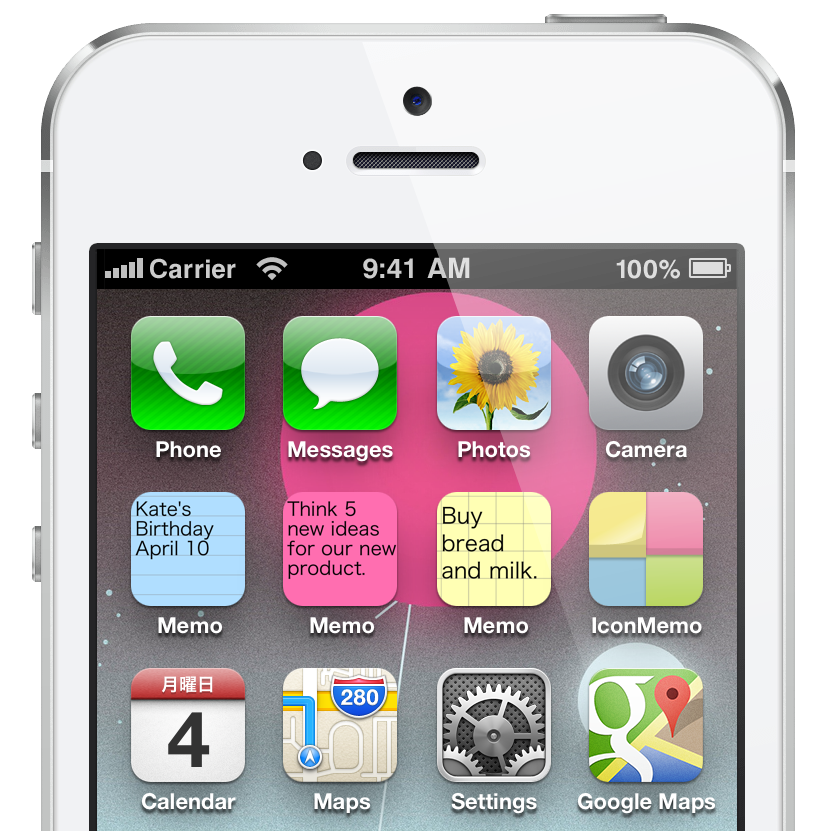 Carrier 9:41 AM 100%
Phone Messages Photos Camera
Kate's
Birthday
April 10
Think 5
new ideas
for our new
product.
Buy
bread
and milk.
Memo Memo Memo IconMemo
月曜日
4
280
g
Calendar Maps Settings Google Maps